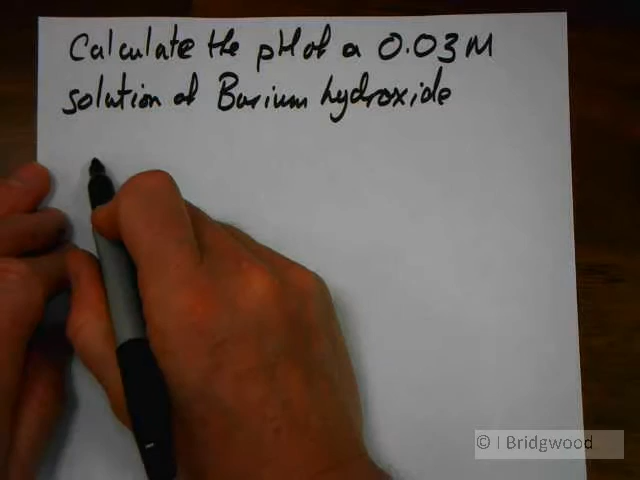 Calculate the pH of a 0.03M
solution of Barium hydroxide
© I Bridgwood